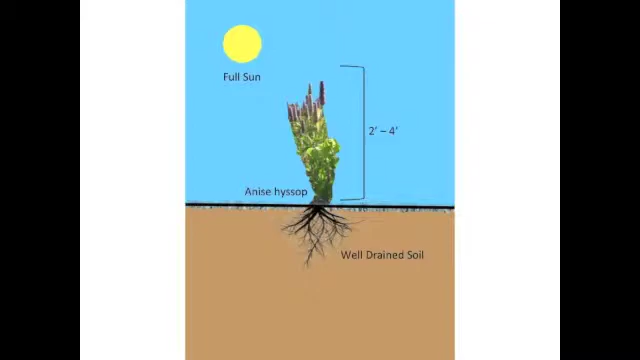 Full Sun
2’ – 4’
Anise hyssop
Well Drained Soil